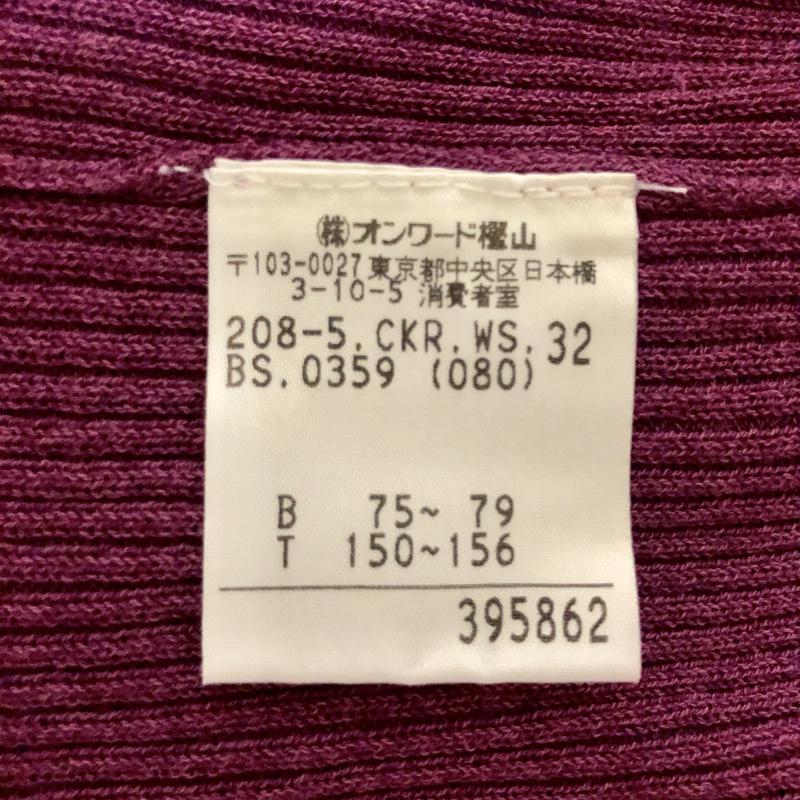 ㈱オンワード樫山
〒103-0027 東京都中央区日本橋
3-10-5 消費者室
208-5.CKR.WS. 32
BS.0359 (080)
B 75~ 79
T 150~156
395862